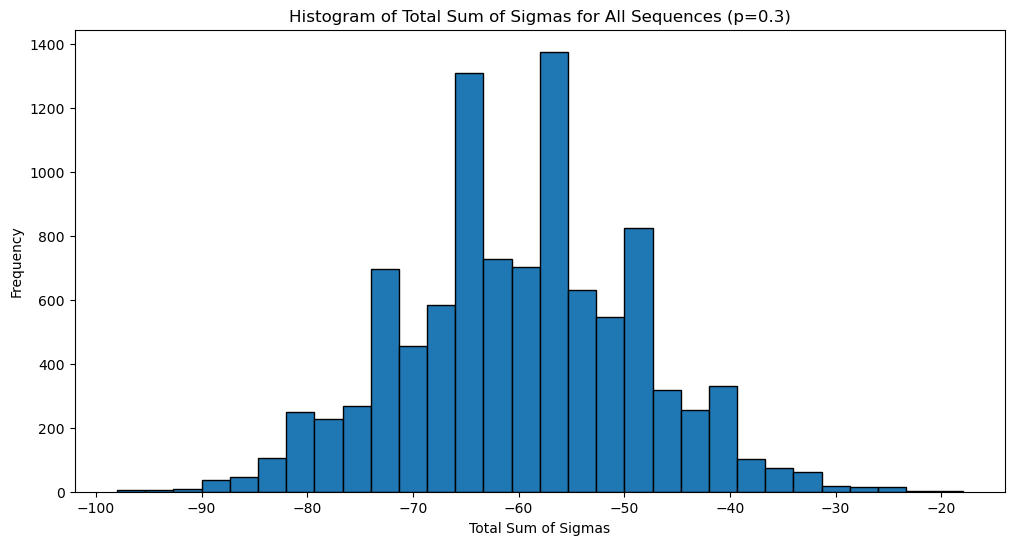 Histogram of Total Sum of Sigmas for All Sequences (p=0.3)
Frequency
1400
1200
1000
800
600
400
200
0
−100 −90 −80 −70 −60 −50 −40 −30 −20
Total Sum of Sigmas